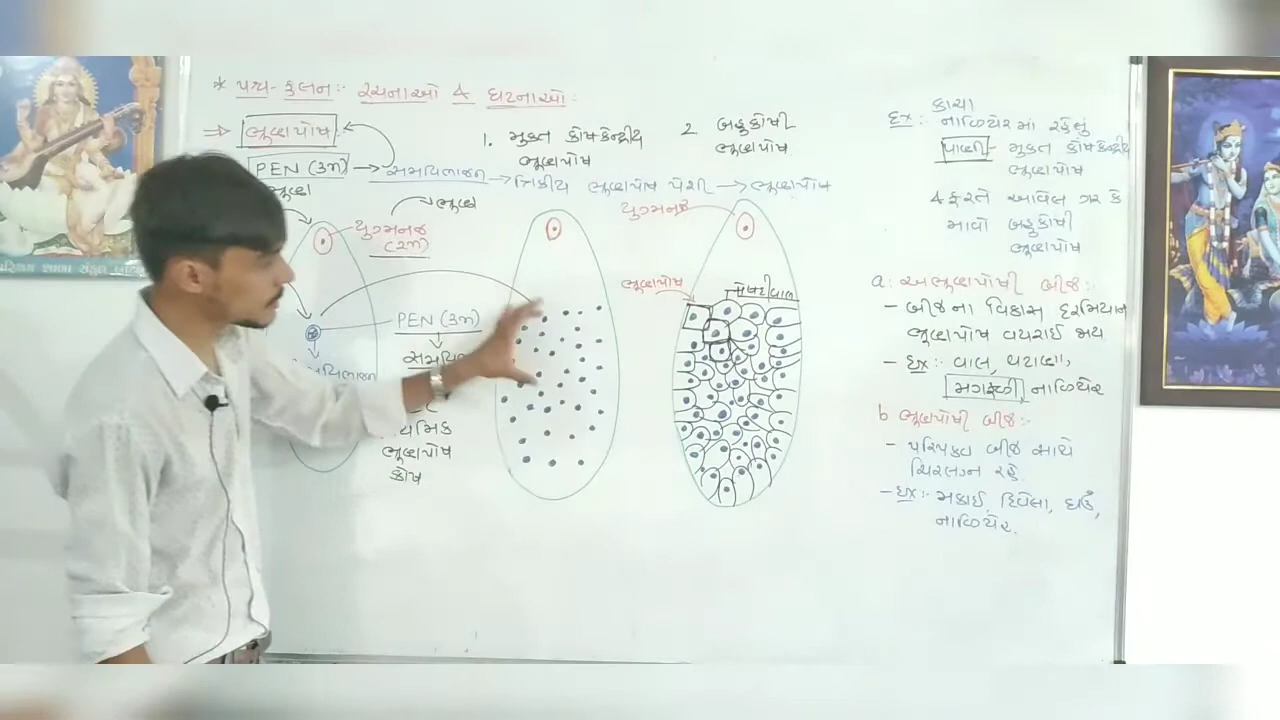 * પશ્ચ- ફલન:- રચનાઓ & ઘટનાઓ:
⇒ ભ્રૂણપોષ
1. મુક્ત કોષકેન્દ્રીય
ભ્રૂણપોષ
2 બહુકોષી
ભ્રૂણપોષ
PEN (3n) → સમવિભાજન → ત્રિકીય ભ્રૂણપોષ પેશી → ભ્રૂણપોષ
ભ્રૂણ
યુગ્મનજ
(2n)
PEN (3n)
ભ્રૂણપોષ
કોષ
યુગ્મનજ
ભ્રૂણપોષ
કોષદીવાલ
કાચા
Ex:- નાળિયેરમાં રહેલું
પાણી - મુક્ત કોષકેન્દ્રિય
ભ્રૂણપોષ
& ફરતે આવેલ ગર કે
માવો બહુકોષી
ભ્રૂણપોષ
a: અભ્રૂણપોષી બીજ:-
- બીજના વિકાસ દરમિયાન
ભ્રૂણપોષ વપરાઈ જાય
- Ex:- વાલ, વટાણા,
મગફળી, નાળિયેર
b ભ્રૂણપોષી બીજ:-
- પરિપક્વ બીજ સાથે
ચિરલગ્ન રહે.
- Ex:- મકાઈ, દિવેલા, ઘઉં,
નાળિયેર.